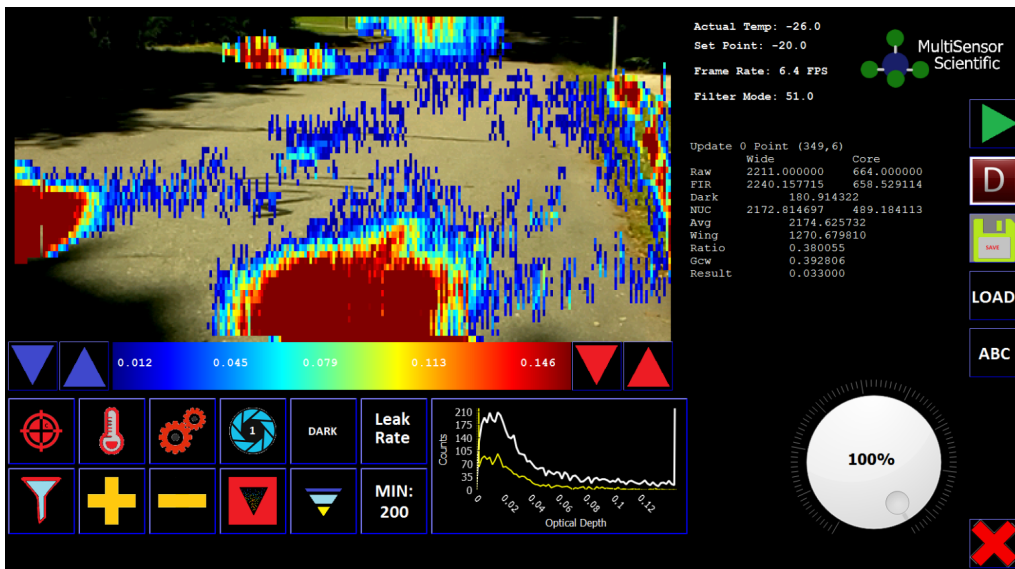 Actual Temp: -26.0
Set Point: -20.0
Frame Rate: 6.4 FPS
Filter Mode: 51.0
MultiSensor
Scientific
Update 0 Point (349,6)
Wide Core
Raw 2211.000000 664.000000
FIR 2240.157715 658.529114
Dark 180.914322
NUC 2172.814697 489.184113
Avg 2174.625732
Wing 1270.679810
Ratio 0.380055
Gcw 0.392806
Result 0.033000
D
SAVE
LOAD
ABC
0.012 0.045 0.079 0.113 0.146
1
DARK
Leak
Rate
MIN:
200
Counts
210
175
140
105
70
35
0
0 0.02 0.04 0.06 0.08 0.1 0.12
Optical Depth
100%